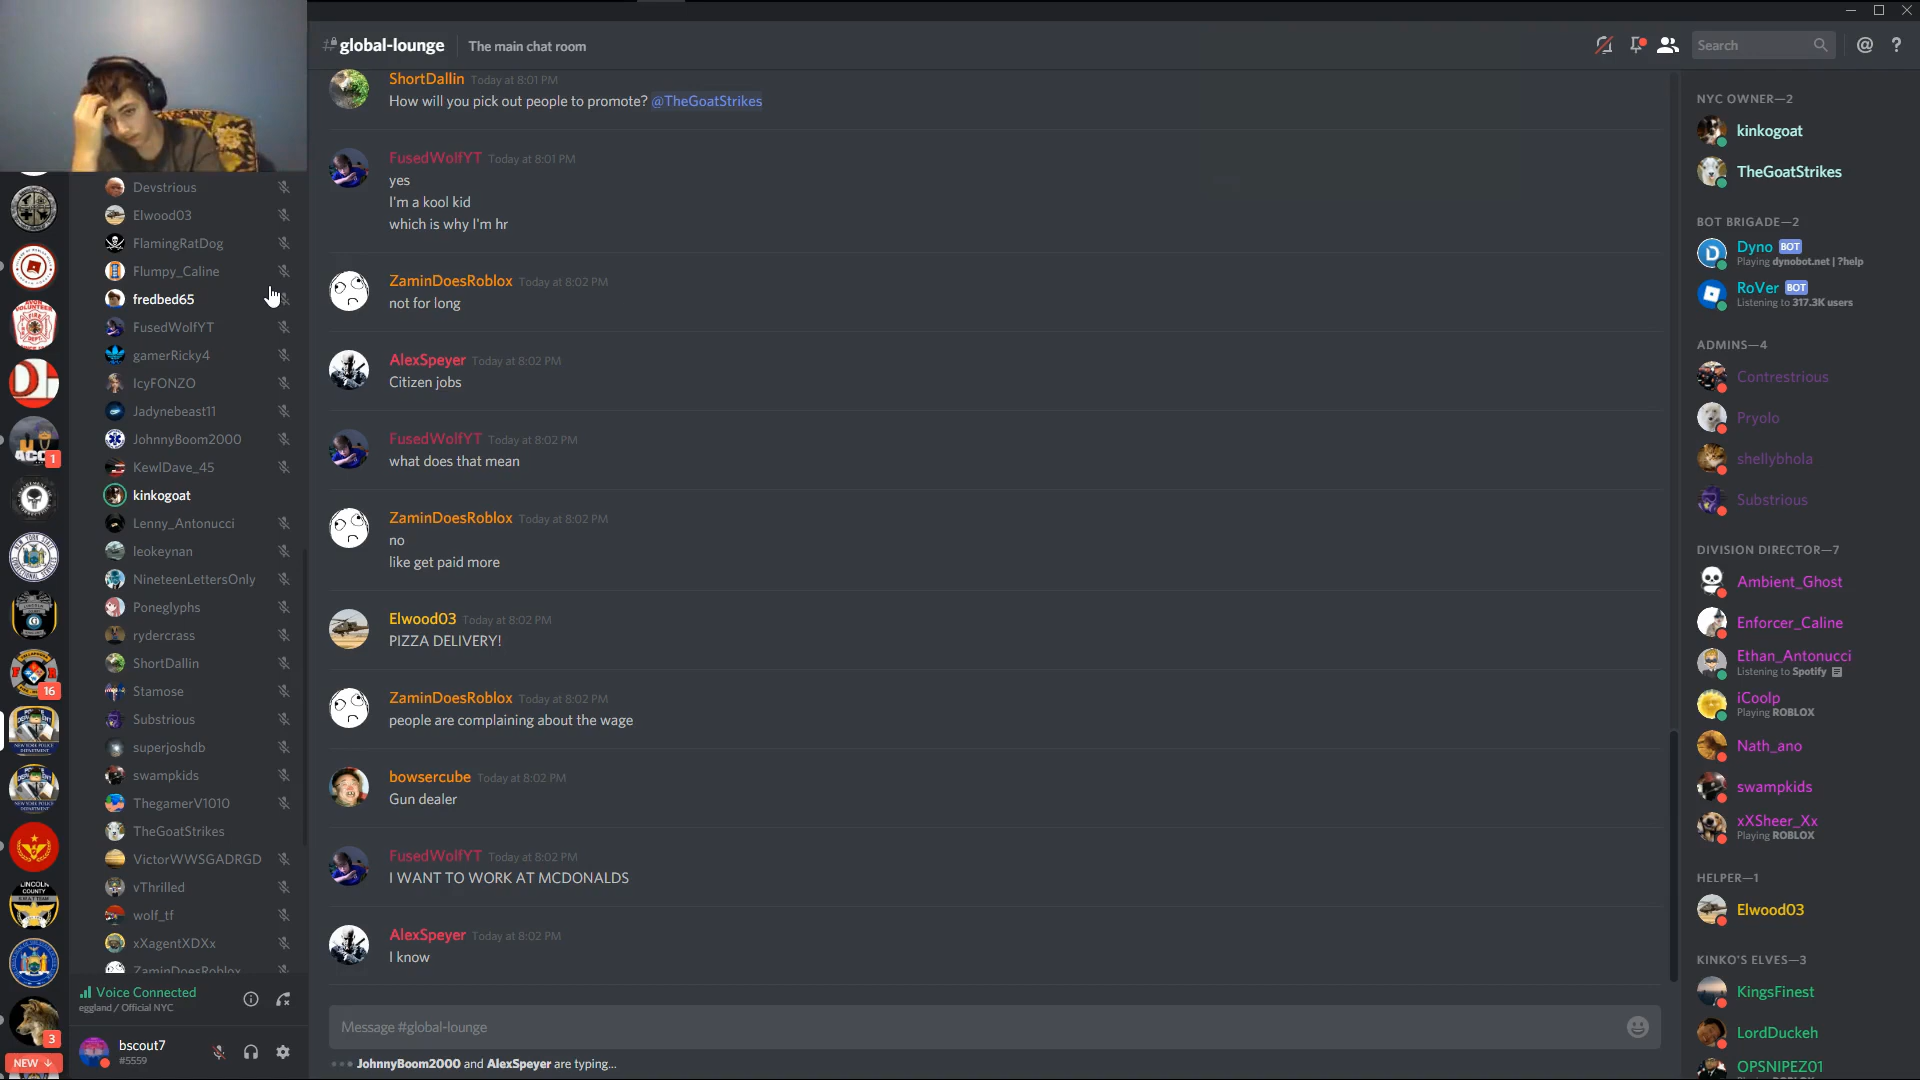 global-lounge
The main chat room
Search
Devstrious
Elwood03
FlamingRatDog
Flumpy_Caline
fredbed65
FusedWolfYT
gamerRicky4
IcyFONZO
Jadynebeast11
JohnnyBoom2000
KewlDave_45
kinkogoat
Lenny_Antonucci
leokeynan
NineteenLettersOnly
Poneglyphs
rydercrass
ShortDallin
Stamose
Substrious
superjoshdb
swampkids
ThegamerV1010
TheGoatStrikes
VictorWWSGADRGD
vThrilled
wolf_tf
xXagentXDXx
ZaminDoesRoblox
Voice Connected
eggland / Official NYC
bscout7
#5559
1
16
3
NEW
ShortDallin Today at 8:01 PM
How will you pick out people to promote? @TheGoatStrikes
FusedWolfYT Today at 8:01 PM
yes
I'm a kool kid
which is why I'm hr
ZaminDoesRoblox Today at 8:02 PM
not for long
AlexSpeyer Today at 8:02 PM
Citizen jobs
FusedWolfYT Today at 8:02 PM
what does that mean
ZaminDoesRoblox Today at 8:02 PM
no
like get paid more
Elwood03 Today at 8:02 PM
PIZZA DELIVERY!
ZaminDoesRoblox Today at 8:02 PM
people are complaining about the wage
bowsercube Today at 8:02 PM
Gun dealer
FusedWolfYT Today at 8:02 PM
I WANT TO WORK AT MCDONALDS
AlexSpeyer Today at 8:02 PM
I know
Message #global-lounge
JohnnyBoom2000 and AlexSpeyer are typing...
NYC OWNER—2
kinkogoat
TheGoatStrikes
BOT BRIGADE—2
Dyno BOT
Playing dynobot.net | ?help
RoVer BOT
Listening to 317.3K users
ADMINS—4
Contrestrious
Pryolo
shellybhola
Substrious
DIVISION DIRECTOR—7
Ambient_Ghost
Enforcer_Caline
Ethan_Antonucci
Listening to Spotify
iCoolp
Playing ROBLOX
Nath_ano
swampkids
xXSheer_Xx
Playing ROBLOX
HELPER—1
Elwood03
KINKO'S ELVES—3
KingsFinest
LordDuckeh
OPSNIPEZ01